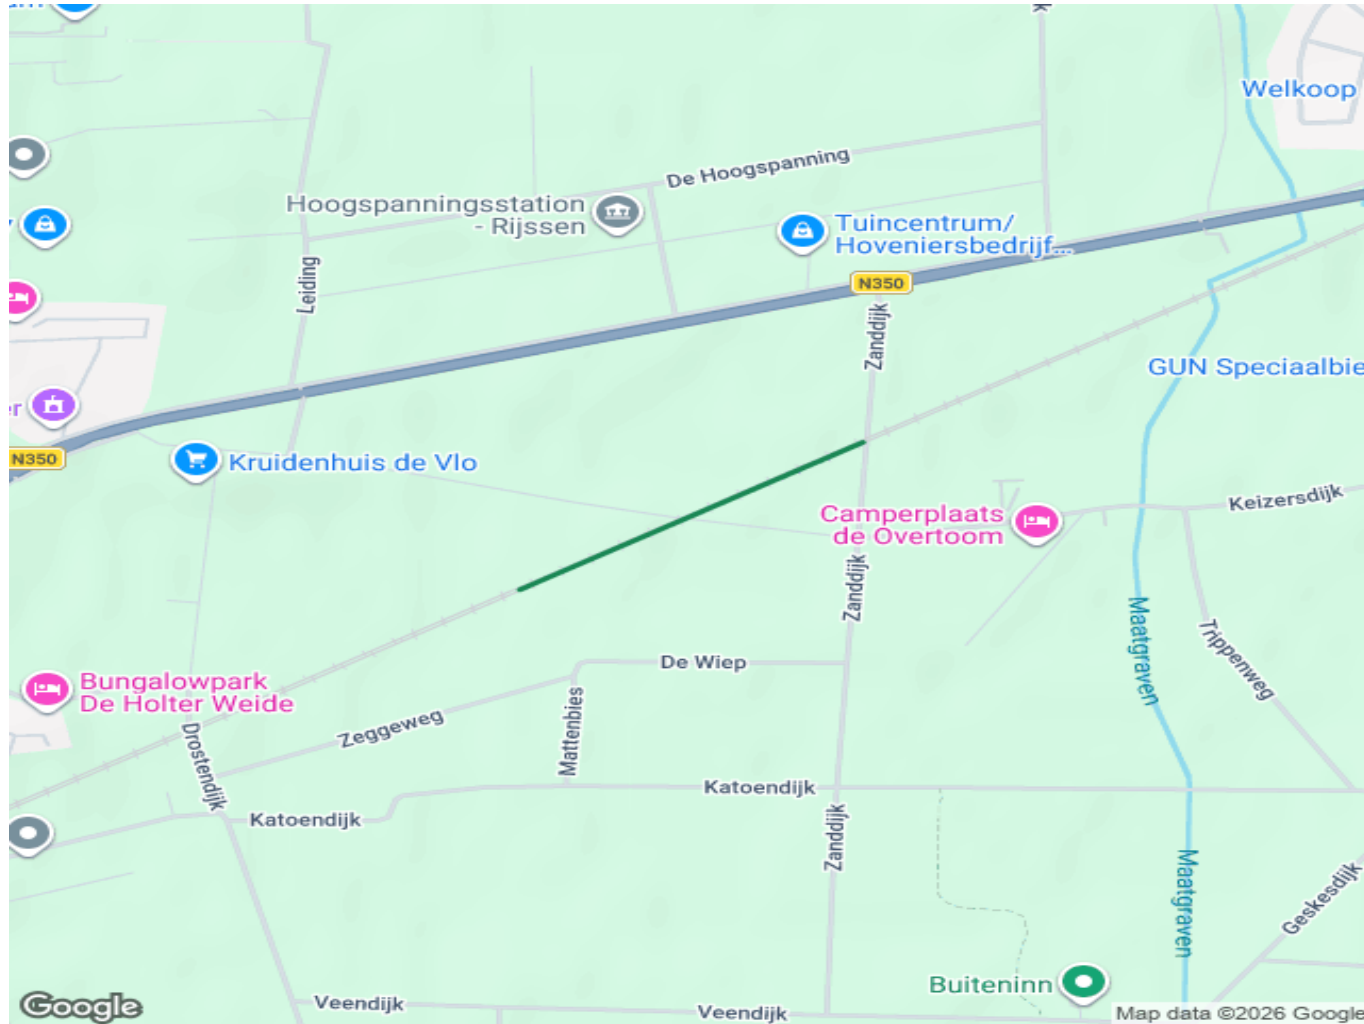 Welkoop
De Hoogspanning
Hoogspanningsstation
- Rijssen
Tuincentrum/
Hoveniersbedrijf...
Leiding
N350
Zanddijk
GUN Speciaalbie
N350
Kruidenhuis de Vlo
Camperplaats
de Overtoom
Keizersdijk
Zanddijk
Maatgraven
Trippenweg
De Wiep
Bungalowpark
De Holter Weide
Zeggeweg
Mattenbies
Drostendijk
Katoendijk
Katoendijk
Zanddijk
Maatgraven
Geskesdijk
Buiteninn
Google
Veendijk
Veendijk
Map data ©2026 Google